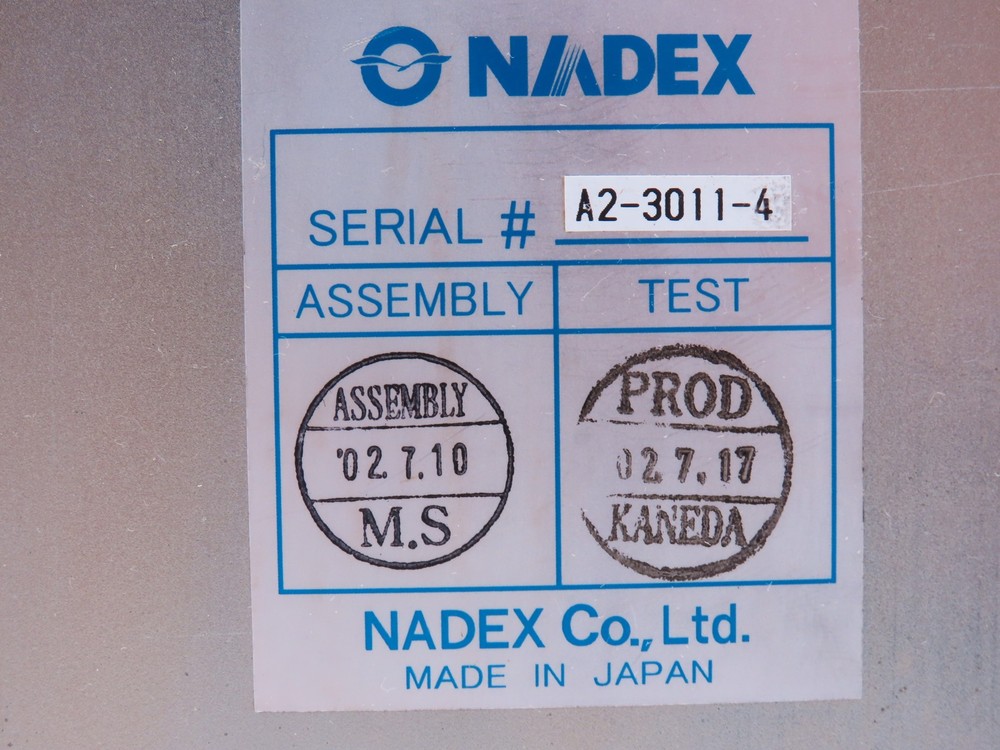 NADEX
SERIAL # A2-3011-4
ASSEMBLY TEST
ASSEMBLY
'02.7.10
M.S
PROD
02.7.17
KANEDA
NADEX Co., Ltd.
MADE IN JAPAN